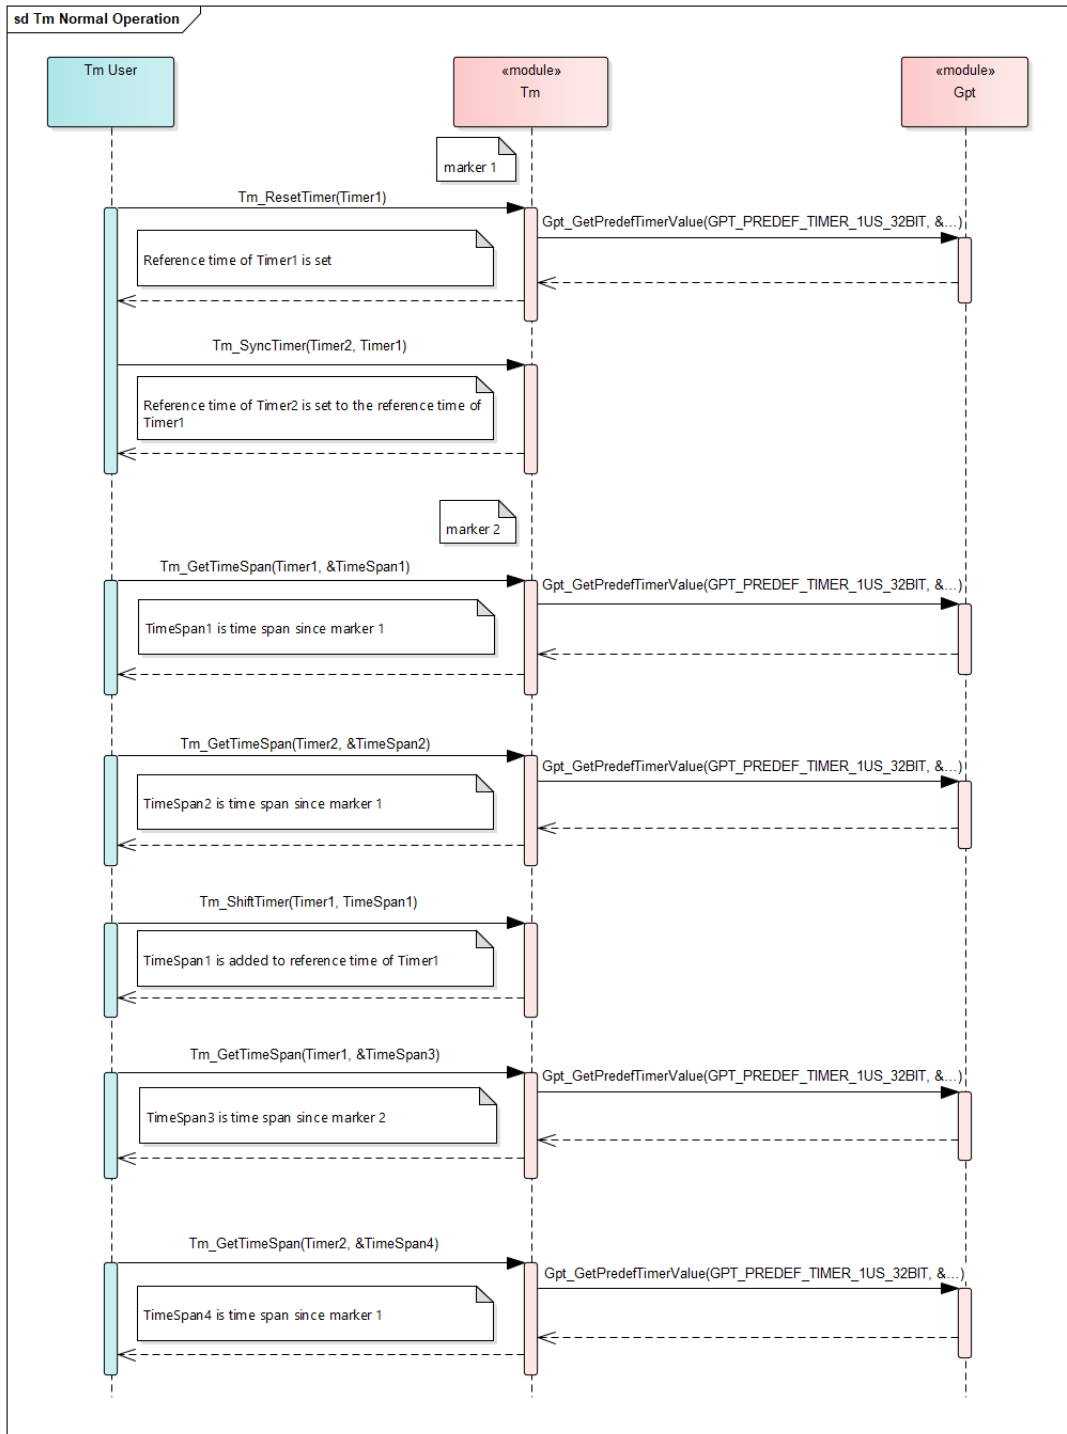 sd Tm Normal Operation
Tm User
«module»
Tm
«module»
Gpt
marker 1
Tm_ResetTimer(Timer1)
Gpt_GetPredefTimerValue(GPT_PREDEF_TIMER_1US_32BIT, &...)
Reference time of Timer1 is set
Tm_SyncTimer(Timer2, Timer1)
Reference time of Timer2 is set to the reference time of
Timer1
marker 2
Tm_GetTimeSpan(Timer1, &TimeSpan1)
Gpt_GetPredefTimerValue(GPT_PREDEF_TIMER_1US_32BIT, &...)
TimeSpan1 is time span since marker 1
Tm_GetTimeSpan(Timer2, &TimeSpan2)
Gpt_GetPredefTimerValue(GPT_PREDEF_TIMER_1US_32BIT, &...)
TimeSpan2 is time span since marker 1
Tm_ShiftTimer(Timer1, TimeSpan1)
TimeSpan1 is added to reference time of Timer1
Tm_GetTimeSpan(Timer1, &TimeSpan3)
Gpt_GetPredefTimerValue(GPT_PREDEF_TIMER_1US_32BIT, &...)
TimeSpan3 is time span since marker 2
Tm_GetTimeSpan(Timer2, &TimeSpan4)
Gpt_GetPredefTimerValue(GPT_PREDEF_TIMER_1US_32BIT, &...)
TimeSpan4 is time span since marker 1